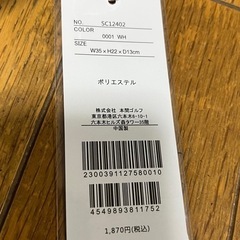 NO. SC12402
COLOR
0001 WH
SIZE
W35×H22×D13cm
ポリエステル
株式会社 本間ゴルフ
東京都港区六本木6-10-1
六本木ヒルズ森タワー35階
中国製
2300391127580010
4549893811752
1,870円(税込)